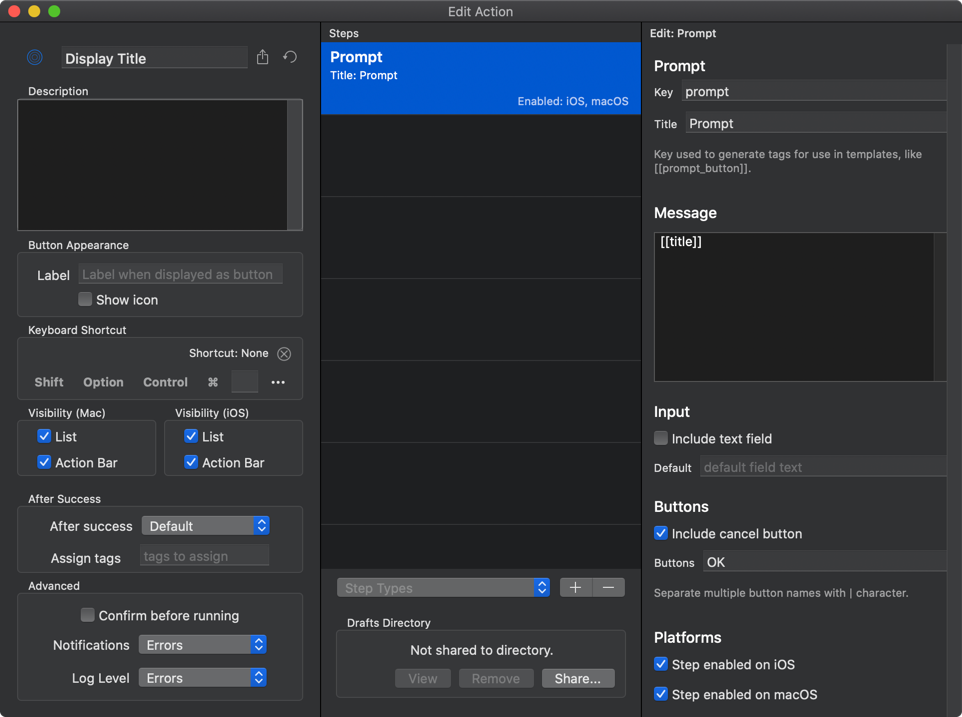 Edit Action
Display Title
Description
Button Appearance
Label Label when displayed as button
Show icon
Keyboard Shortcut
Shortcut: None
Shift Option Control ⌘ •••
Visibility (Mac) Visibility (iOS)
List List
Action Bar Action Bar
After Success
After success Default
Assign tags tags to assign
Advanced
Confirm before running
Notifications Errors
Log Level Errors
Steps
Prompt
Title: Prompt
Enabled: iOS, macOS
Step Types + −
Drafts Directory
Not shared to directory.
View Remove Share...
Edit: Prompt
Prompt
Key prompt
Title Prompt
Key used to generate tags for use in templates, like
[[prompt_button]].
Message
[[title]]
Input
Include text field
Default default field text
Buttons
Include cancel button
Buttons OK
Separate multiple button names with | character.
Platforms
Step enabled on iOS
Step enabled on macOS